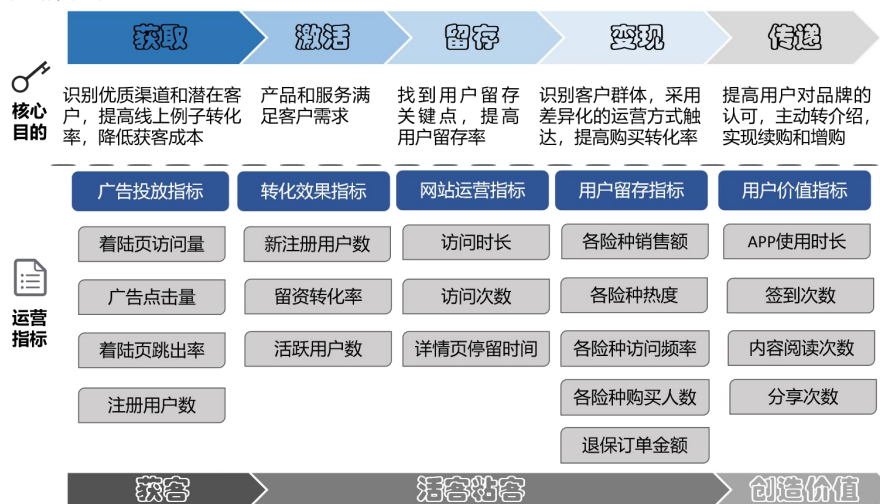 获取
激活
留存
变现
传递
核心
目的
识别优质渠道和潜在客
户，提高线上例子转化
率，降低获客成本
产品和服务满
足客户需求
找到用户留存
关键点，提高
用户留存率
识别客户群体，采用
差异化的运营方式触
达，提高购买转化率
提高用户对品牌的
认可，主动转介绍，
实现续购和增购
广告投放指标
转化效果指标
网站运营指标
用户留存指标
用户价值指标
运营
指标
着陆页访问量
广告点击量
着陆页跳出率
注册用户数
新注册用户数
留资转化率
活跃用户数
访问时长
访问次数
详情页停留时间
各险种销售额
各险种热度
各险种访问频率
各险种购买人数
退保订单金额
APP使用时长
签到次数
内容阅读次数
分享次数
获客
活客粘客
创造价值